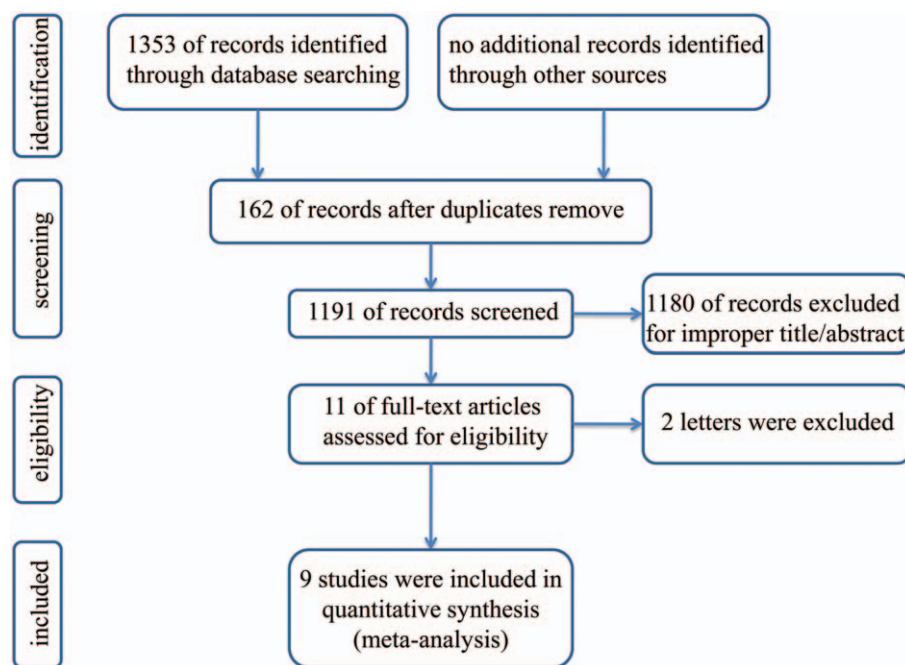 identification
1353 of records identified
through database searching
no additional records identified
through other sources
screening
162 of records after duplicates remove
1191 of records screened
1180 of records excluded
for improper title/abstract
eligibility
11 of full-text articles
assessed for eligibility
2 letters were excluded
included
9 studies were included in
quantitative synthesis
(meta-analysis)